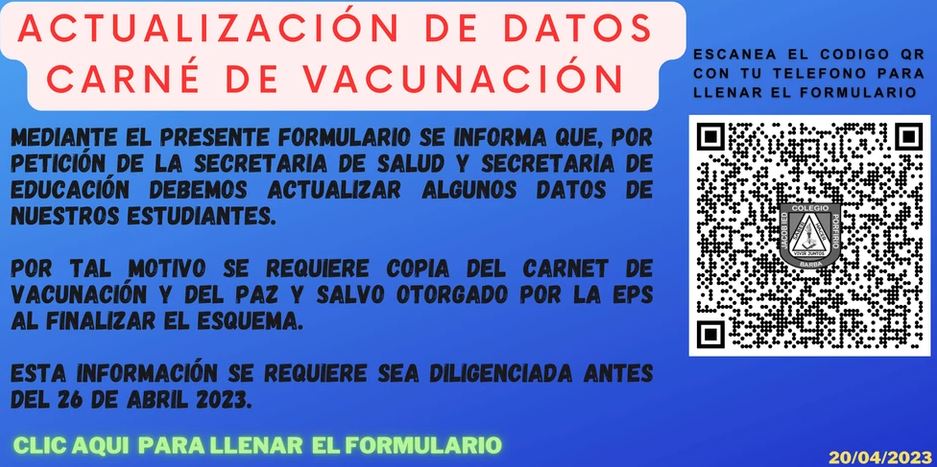 ACTUALIZACIÓN DE DATOS
CARNÉ DE VACUNACIÓN
MEDIANTE EL PRESENTE FORMULARIO SE INFORMA QUE, POR
PETICIÓN DE LA SECRETARIA DE SALUD Y SECRETARIA DE
EDUCACIÓN DEBEMOS ACTUALIZAR ALGUNOS DATOS DE
NUESTROS ESTUDIANTES.
POR TAL MOTIVO SE REQUIERE COPIA DEL CARNET DE
VACUNACIÓN Y DEL PAZ Y SALVO OTORGADO POR LA EPS
AL FINALIZAR EL ESQUEMA.
ESTA INFORMACIÓN SE REQUIERE SEA DILIGENCIADA ANTES
DEL 26 DE ABRIL 2023.
CLIC AQUI PARA LLENAR EL FORMULARIO
ESCANEA EL CODIGO QR
CON TU TELEFONO PARA
LLENAR EL FORMULARIO
COLEGIO
PORFIRIO
BARBA
JACOB IED
VIVIR JUNTOS
20/04/2023